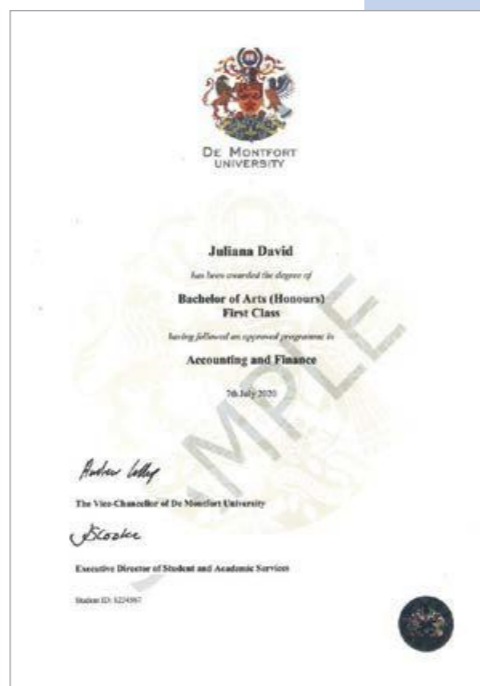 DE MONTFORT
UNIVERSITY
Juliana David
has been awarded the degree of
Bachelor of Arts (Honours)
First Class
having followed an approved programme in
Accounting and Finance
7th July 2020
SAMPLE
The Vice-Chancellor of De Montfort University
Executive Director of Student and Academic Services
Student ID: